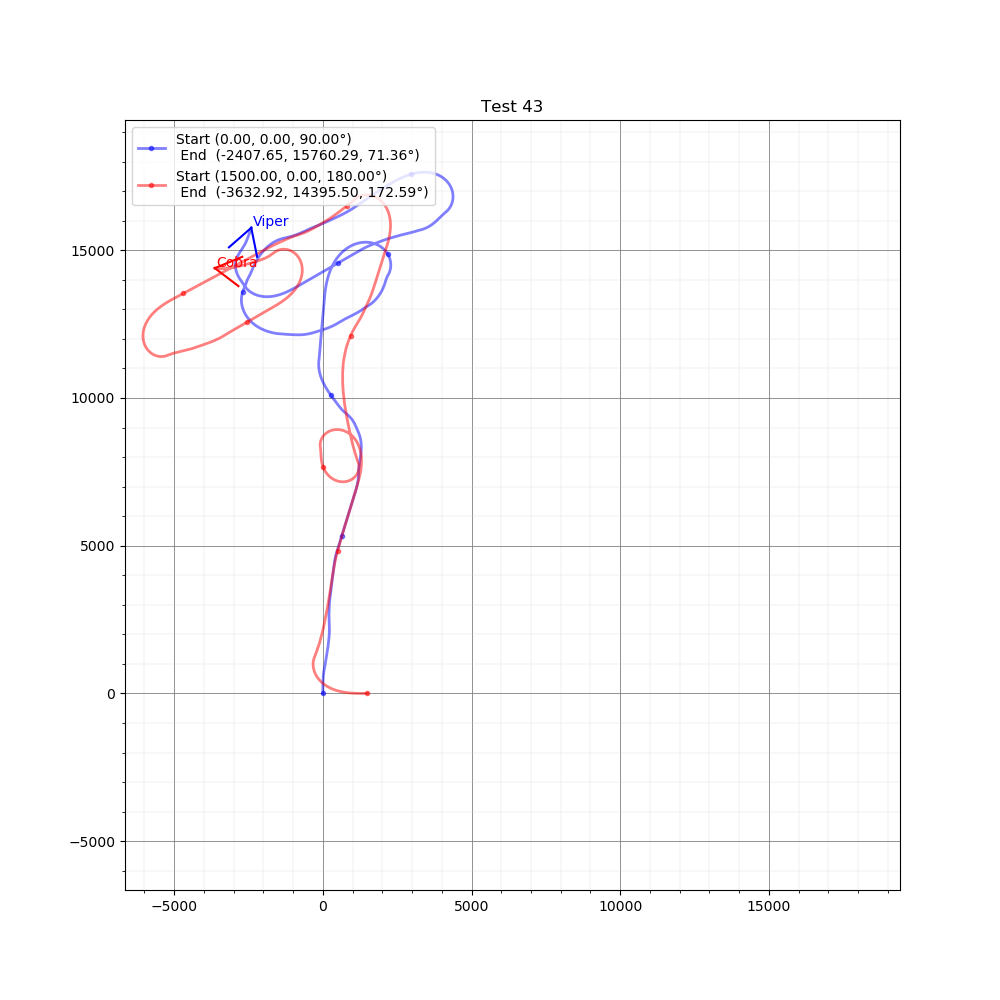 Test 43
Start (0.00, 0.00, 90.00°)
End  (-2407.65, 15760.29, 71.36°)
Start (1500.00, 0.00, 180.00°)
End  (-3632.92, 14395.50, 172.59°)
Viper
Cobra
15000
10000
5000
0
−5000
−5000
0
5000
10000
15000